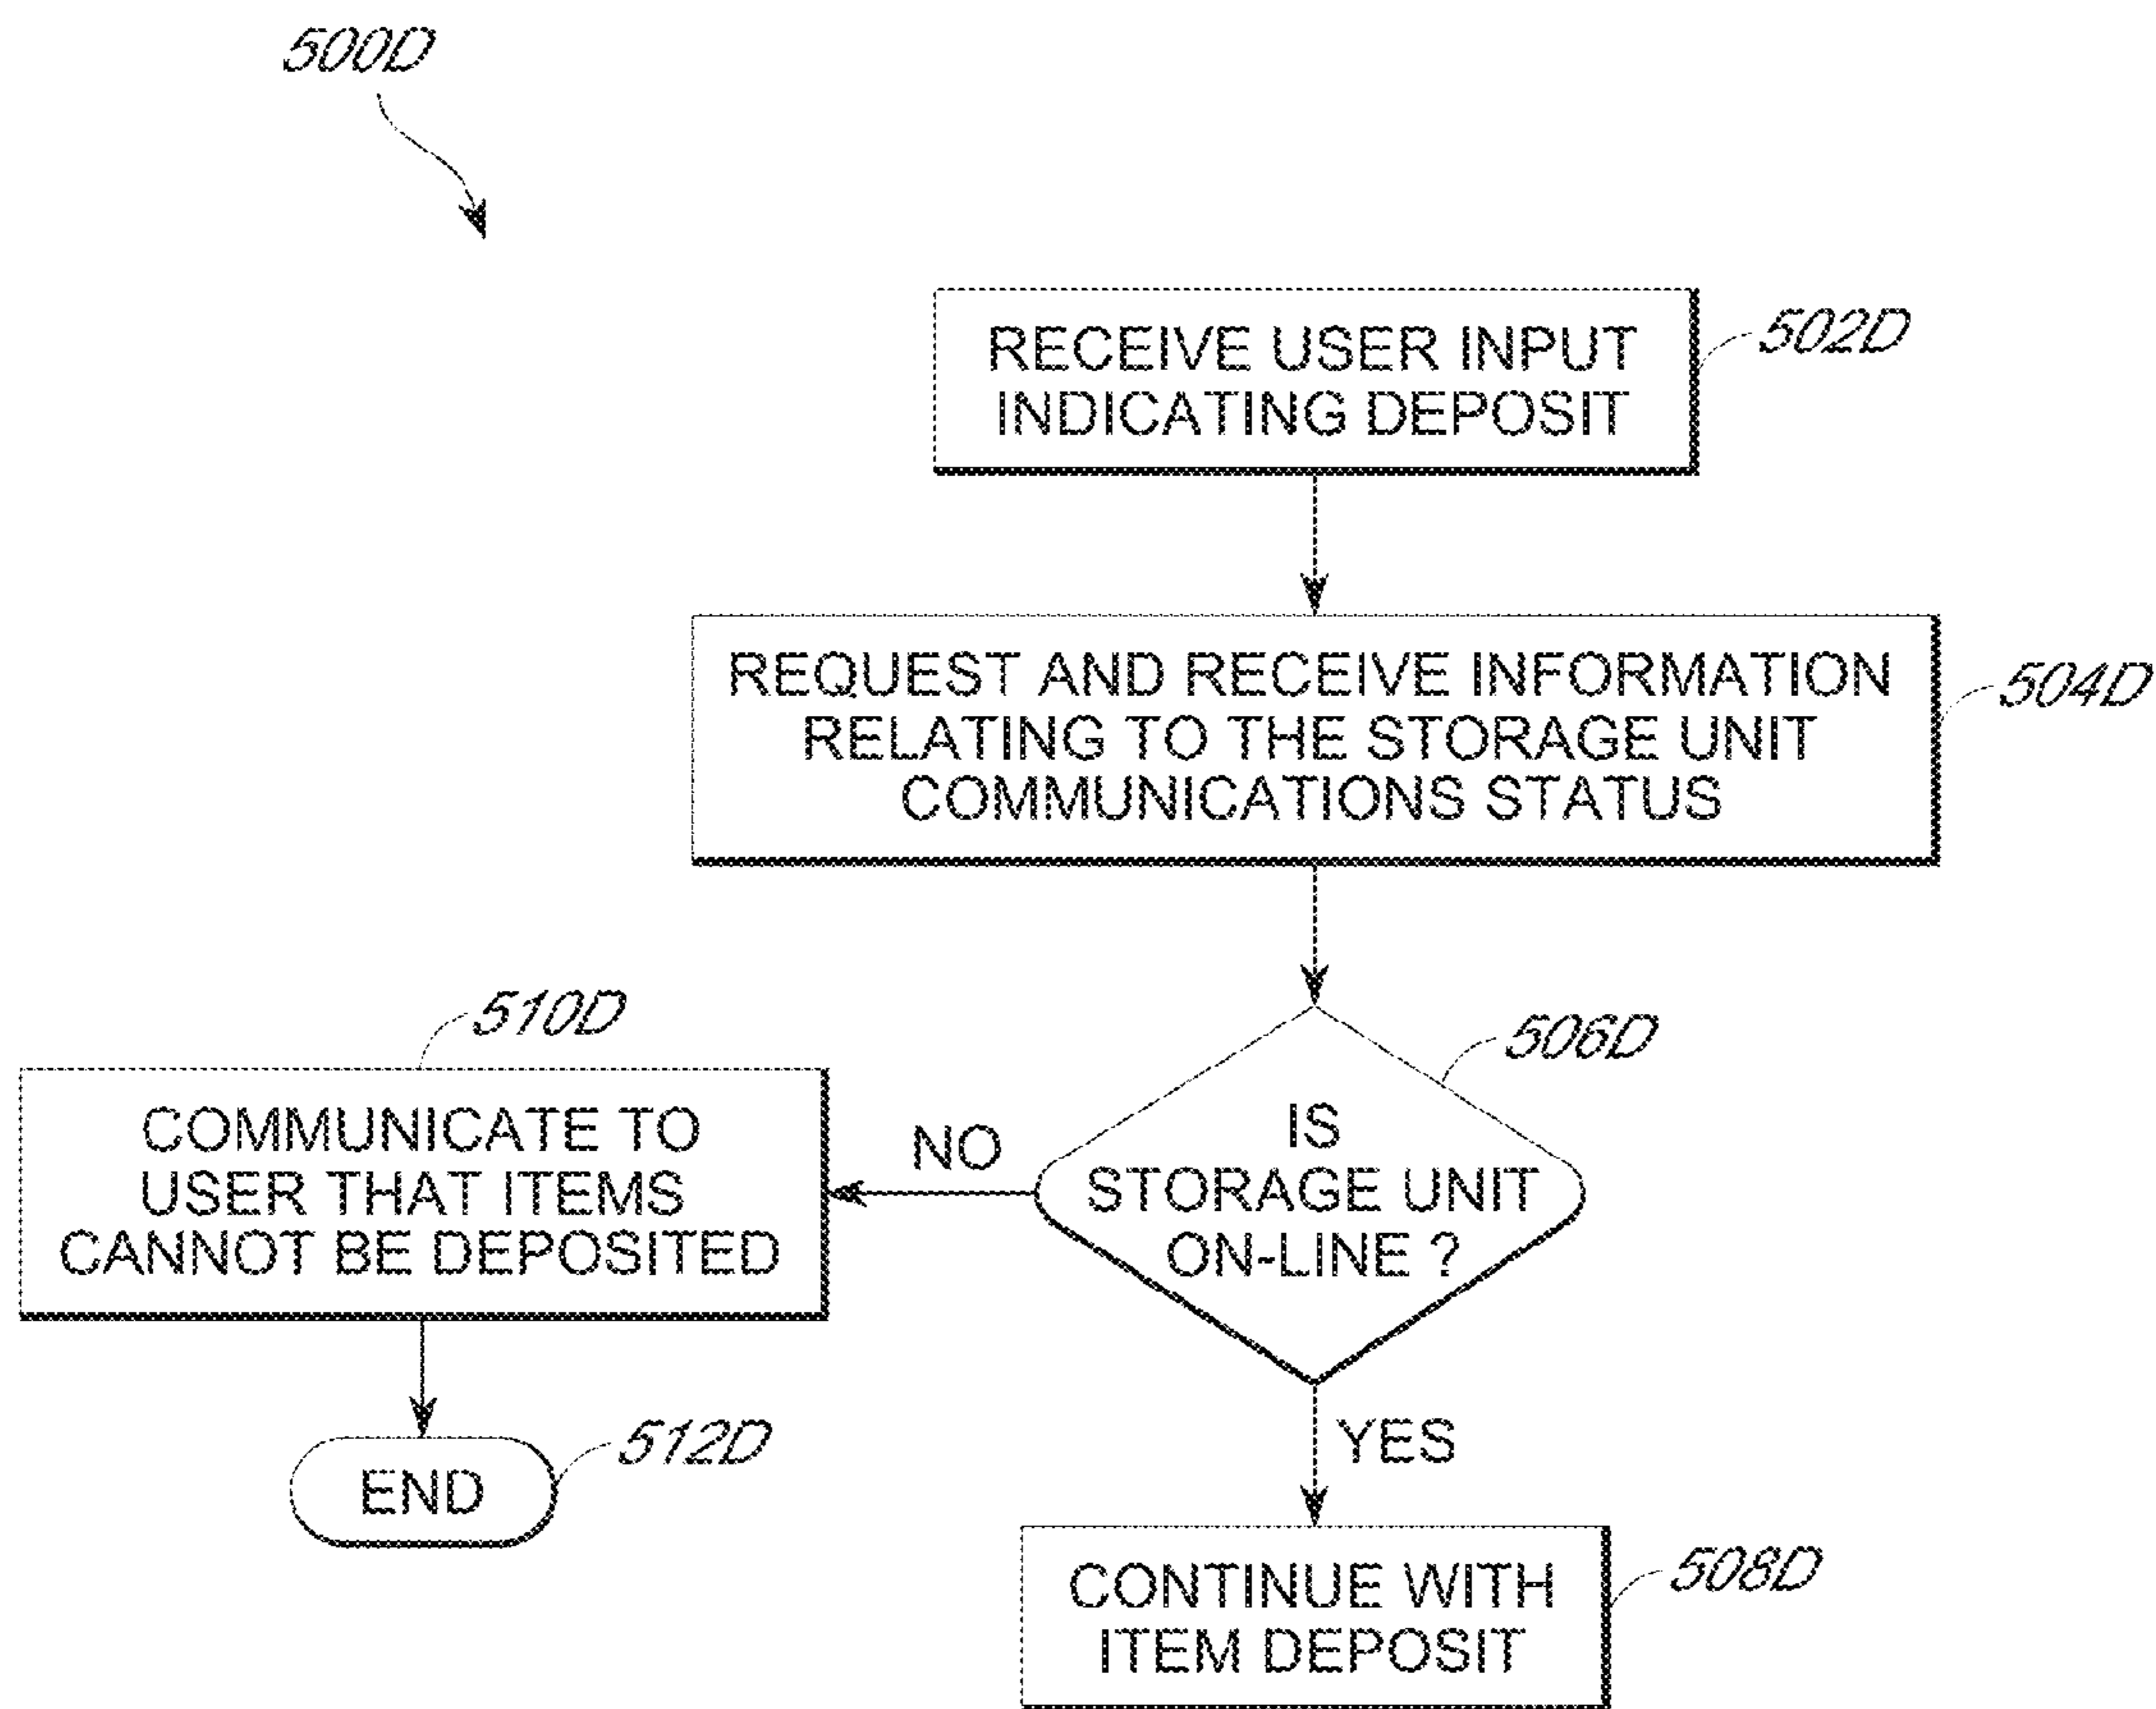 500D
RECEIVE USER INPUT
INDICATING DEPOSIT
502D
REQUEST AND RECEIVE INFORMATION
RELATING TO THE STORAGE UNIT
COMMUNICATIONS STATUS
504D
510D
COMMUNICATE TO
USER THAT ITEMS
CANNOT BE DEPOSITED
NO
506D
IS
STORAGE UNIT
ON-LINE ?
END
512D
YES
CONTINUE WITH
ITEM DEPOSIT
508D